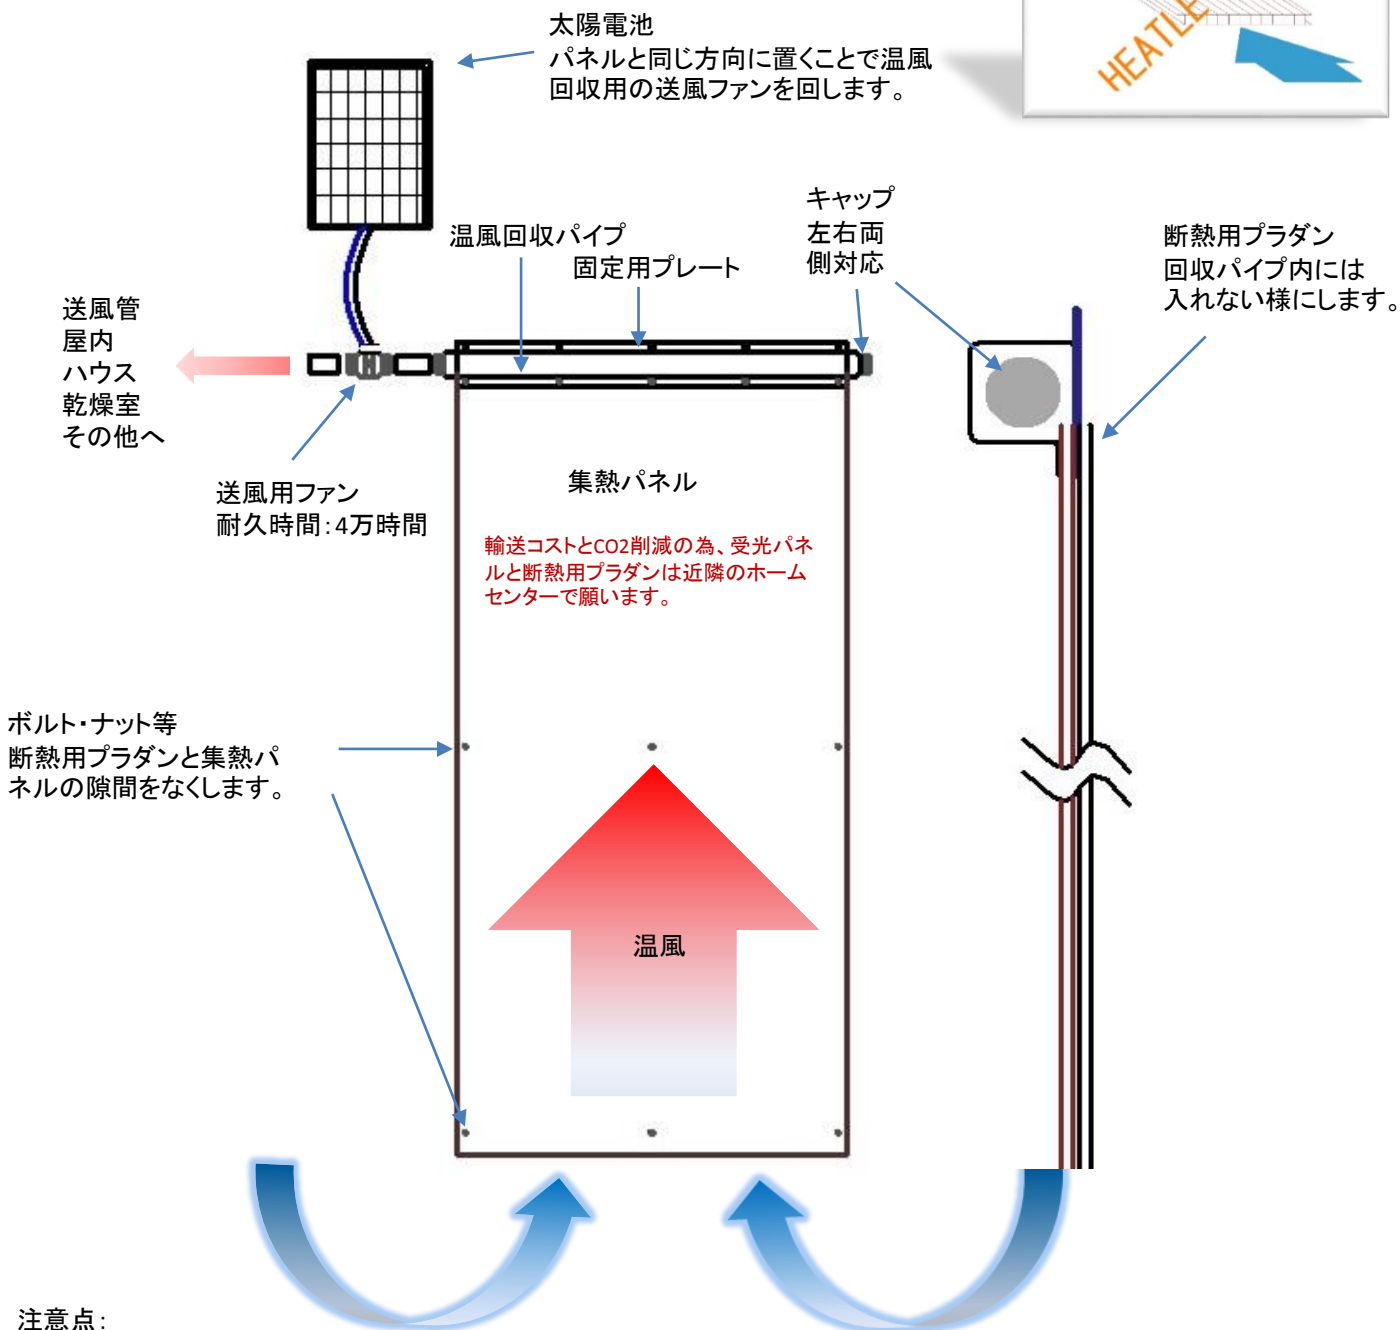 太陽電池
パネルと同じ方向に置くことで温風
回収用の送風ファンを回します。
HEATLE
キャップ
左右両
側対応
断熱用プラダン
回収パイプ内には
入れない様にします。
温風回収パイプ
固定用プレート
送風管
屋内
ハウス
乾燥室
その他へ
送風用ファン
耐久時間:4万時間
集熱パネル
輸送コストとCO2削減の為、受光パネ
ルと断熱用プラダンは近隣のホーム
センターで願います。
ボルト・ナット等
断熱用プラダンと集熱パ
ネルの隙間をなくします。
温風
注意点: